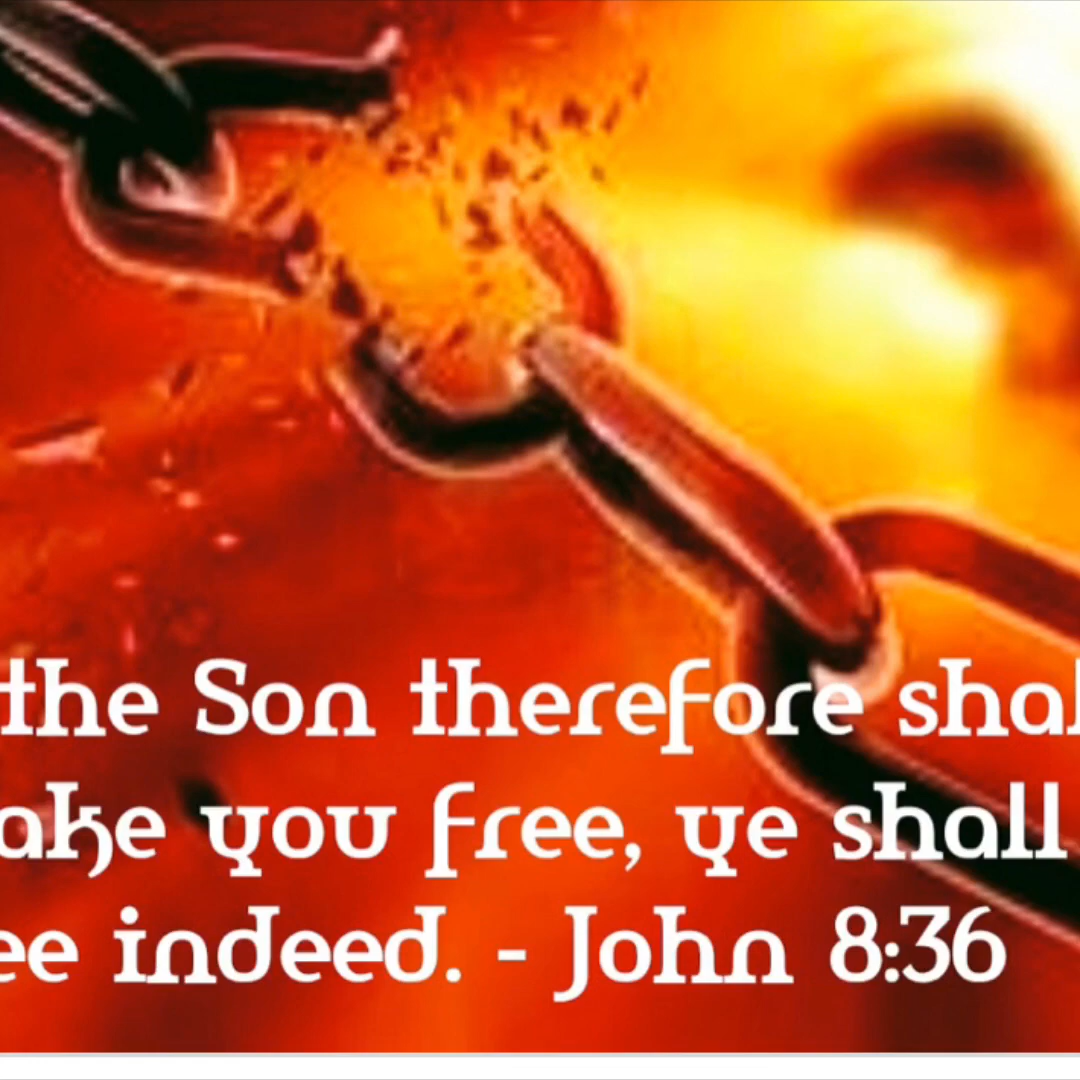 the Son therefore shal
ake you free, ye shall
ee indeed. - John 8:36